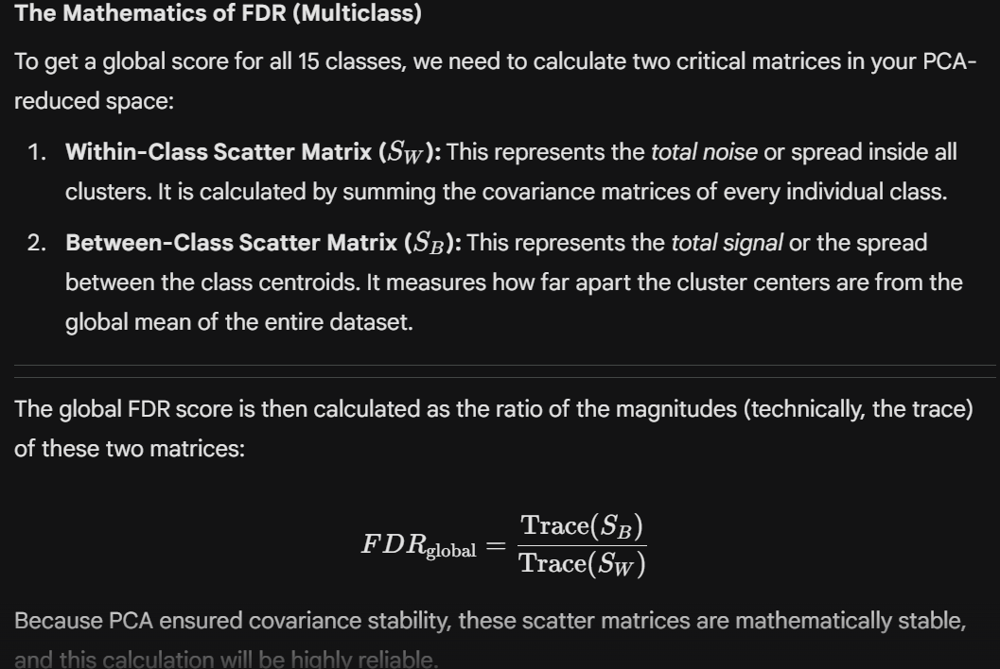 The Mathematics of FDR (Multiclass)
To get a global score for all 15 classes, we need to calculate two critical matrices in your PCA-
reduced space:
1. Within-Class Scatter Matrix (S_W): This represents the total noise or spread inside all
clusters. It is calculated by summing the covariance matrices of every individual class.
2. Between-Class Scatter Matrix (S_B): This represents the total signal or the spread
between the class centroids. It measures how far apart the cluster centers are from the
global mean of the entire dataset.
The global FDR score is then calculated as the ratio of the magnitudes (technically, the trace)
of these two matrices:
FDR_global = Trace(S_B) / Trace(S_W)
Because PCA ensured covariance stability, these scatter matrices are mathematically stable,
and this calculation will be highly reliable.